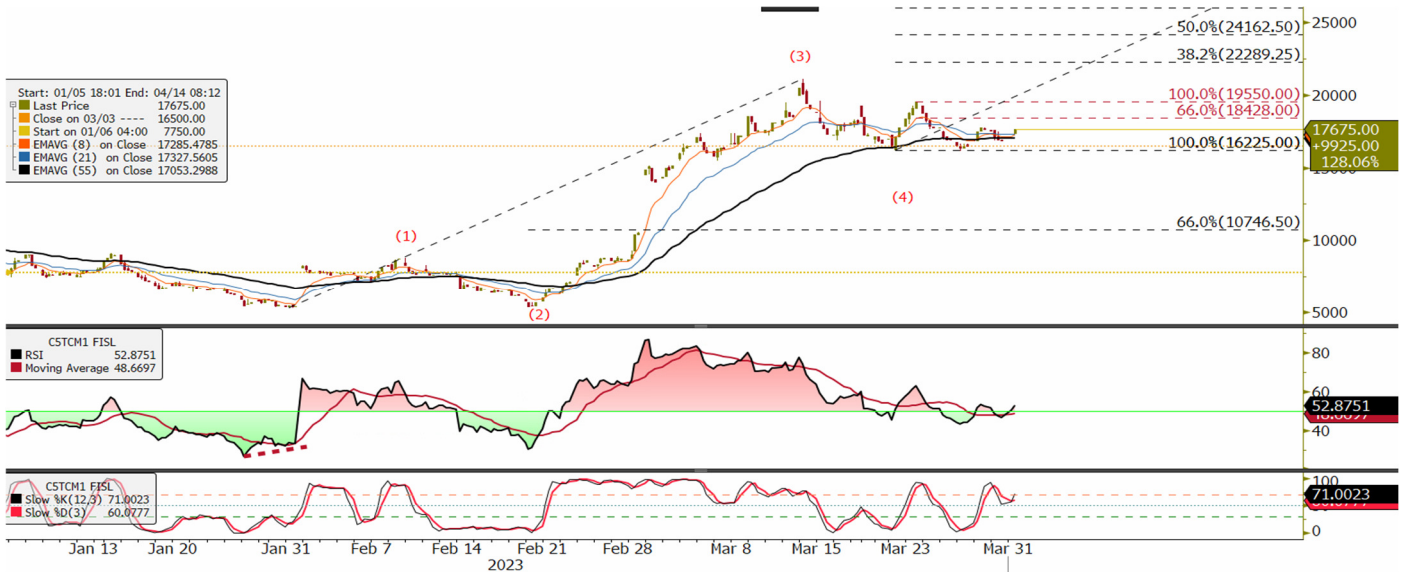 50.0%(24162.50)
25000
38.2%(22289.25)
(3)
Start: 01/05 18:01 End: 04/14 08:12
Last Price 17675.00
Close on 03/03 ---- 16500.00
Start on 01/06 04:00 7750.00
EMAVG (8) on Close 17285.4785
EMAVG (21) on Close 17327.5605
EMAVG (55) on Close 17053.2988
100.0%(19550.00)
20000
66.0%(18428.00)
17675.00
100.0%(16225.00)
+9925.00
128.06%
(4)
66.0%(10746.50)
(1)
10000
5000
(2)
C5TCM1 FISL
RSI 52.8751
Moving Average 48.6697
80
60
52.8751
40
C5TCM1 FISL
Slow %K(12,3) 71.0023
Slow %D(3) 60.0777
100
71.0023
0
Jan 13 Jan 20 Jan 31 Feb 7 Feb 14 Feb 21 Feb 28 Mar 8 Mar 15 Mar 23 Mar 31
2023